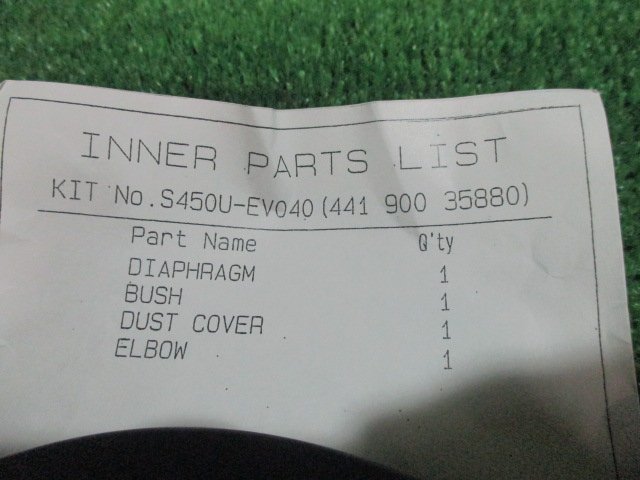 INNER PARTS LIST
KIT No.S450U-EV040(441 900 35880)
Part Name Q'ty
DIAPHRAGM 1
BUSH 1
DUST COVER 1
ELBOW 1